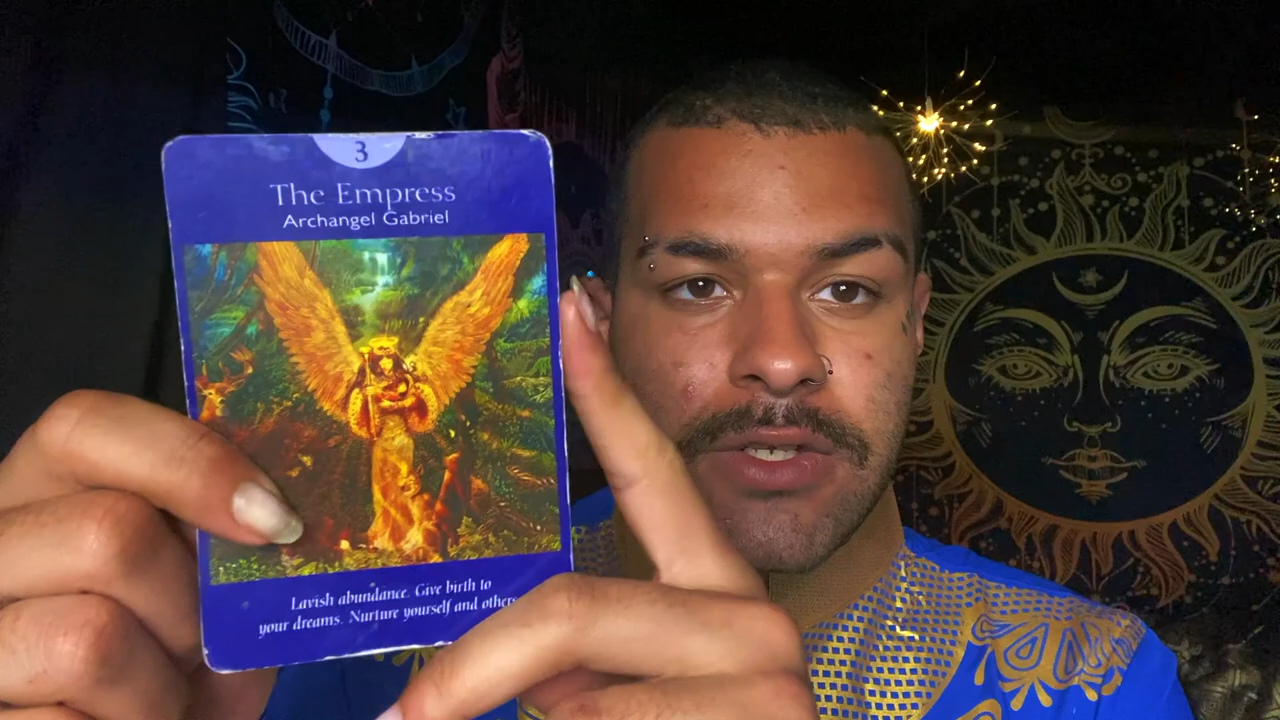 3
The Empress
Archangel Gabriel
Lavish abundance. Give birth to
your dreams. Nurture yourself and others